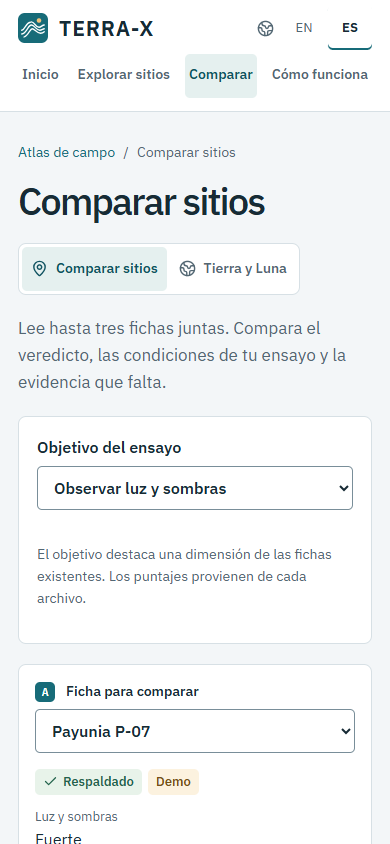 TERRA-X
EN
ES
Inicio
Explorar sitios
Comparar
Cómo funciona
Atlas de campo / Comparar sitios
Comparar sitios
Comparar sitios
Tierra y Luna
Lee hasta tres fichas juntas. Compara el
veredicto, las condiciones de tu ensayo y la
evidencia que falta.
Objetivo del ensayo
Observar luz y sombras
El objetivo destaca una dimensión de las fichas
existentes. Los puntajes provienen de cada
archivo.
A Ficha para comparar
Payunia P-07
Respaldado
Demo
Luz y sombras
Fuerte